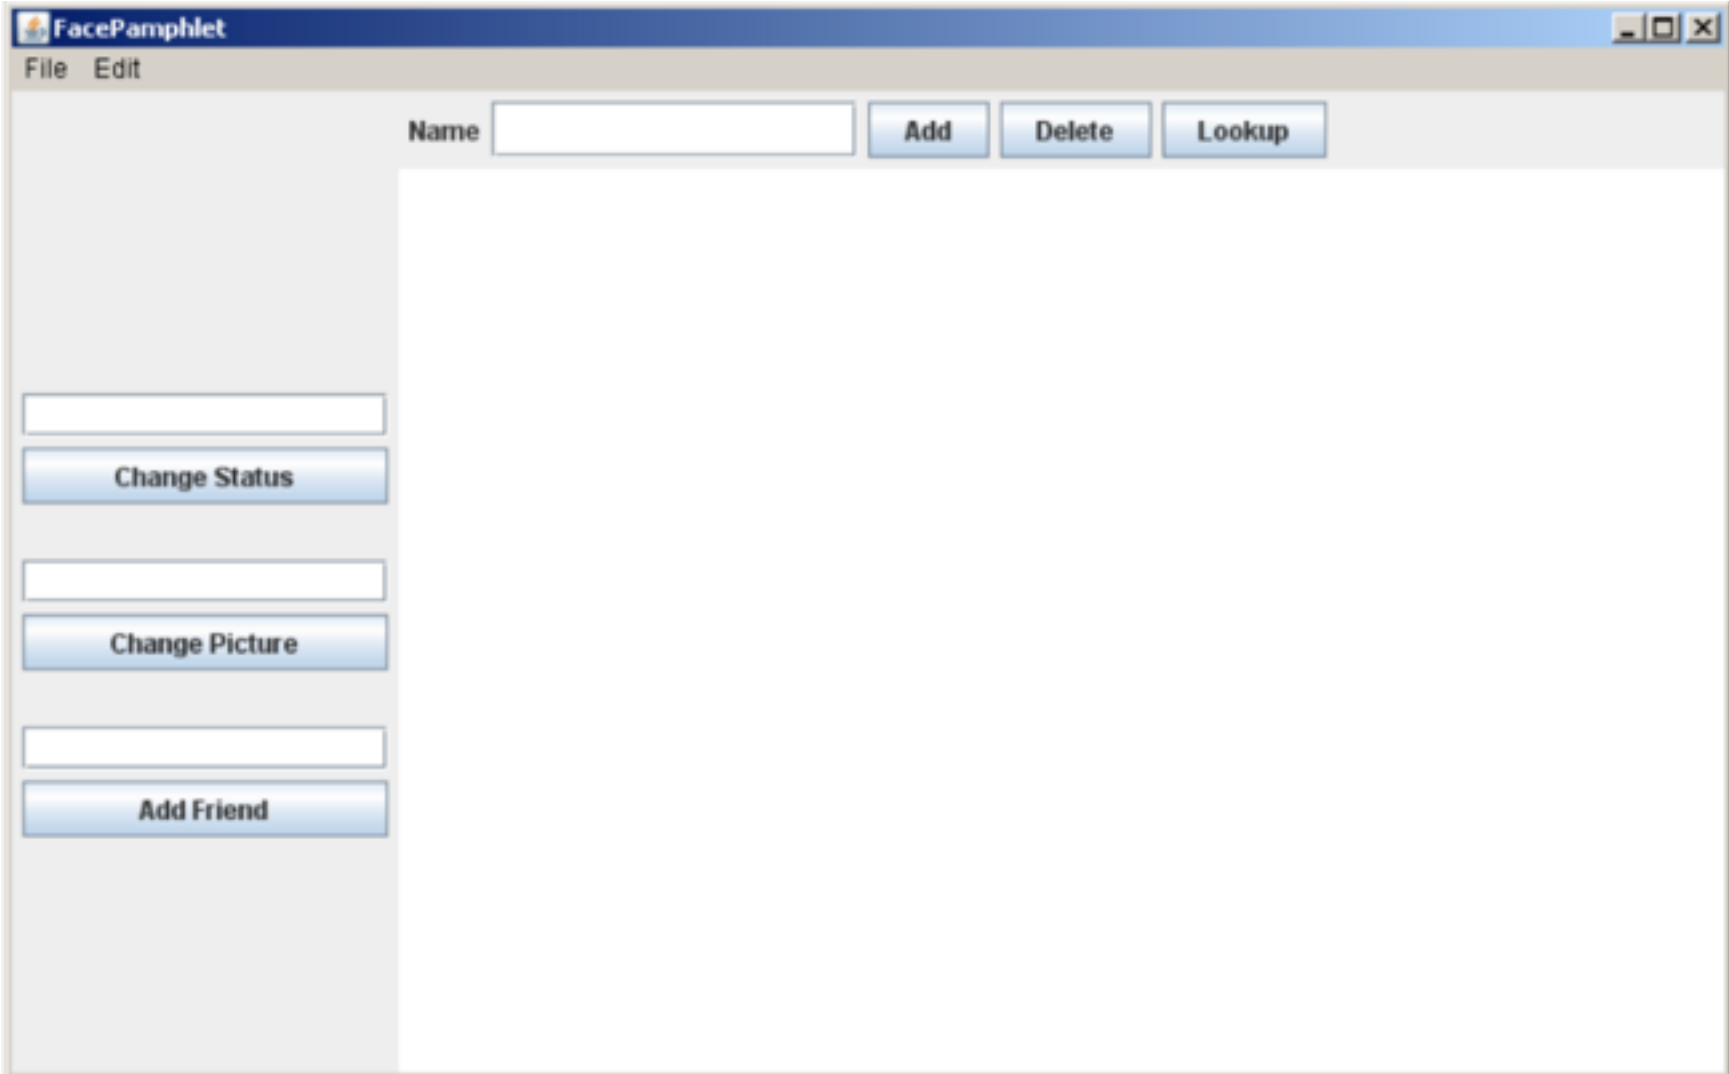 FacePamphlet
File Edit
Name Add Delete Lookup
Change Status
Change Picture
Add Friend